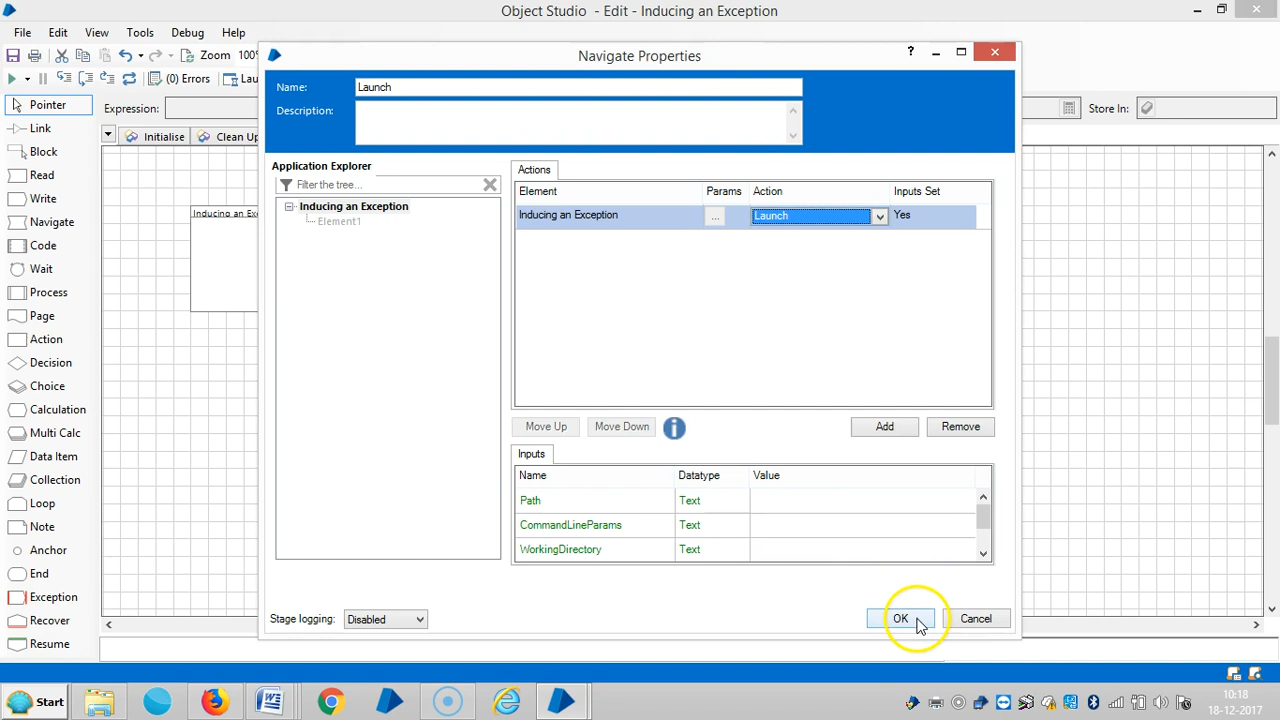 Object Studio - Edit - Inducing an Exception
File Edit View Tools Debug Help
Zoom 100%
Navigate Properties
?
(0) Errors
Lau
Name: Launch
Description:
Pointer
Expression:
Store In:
Link
Initialise
Clean Up
Block
Read
Write
Navigate
Code
Wait
Process
Page
Action
Decision
Choice
Calculation
Multi Calc
Data Item
Collection
Loop
Note
Anchor
End
Exception
Recover
Resume
Inducing an Ex
Application Explorer
Filter the tree...
Inducing an Exception
Element1
Actions
Element Params Action Inputs Set
Inducing an Exception ... Launch Yes
Move Up Move Down i Add Remove
Inputs
Name Datatype Value
Path Text
CommandLineParams Text
WorkingDirectory Text
Stage logging: Disabled
OK Cancel
Start
10:18
18-12-2017